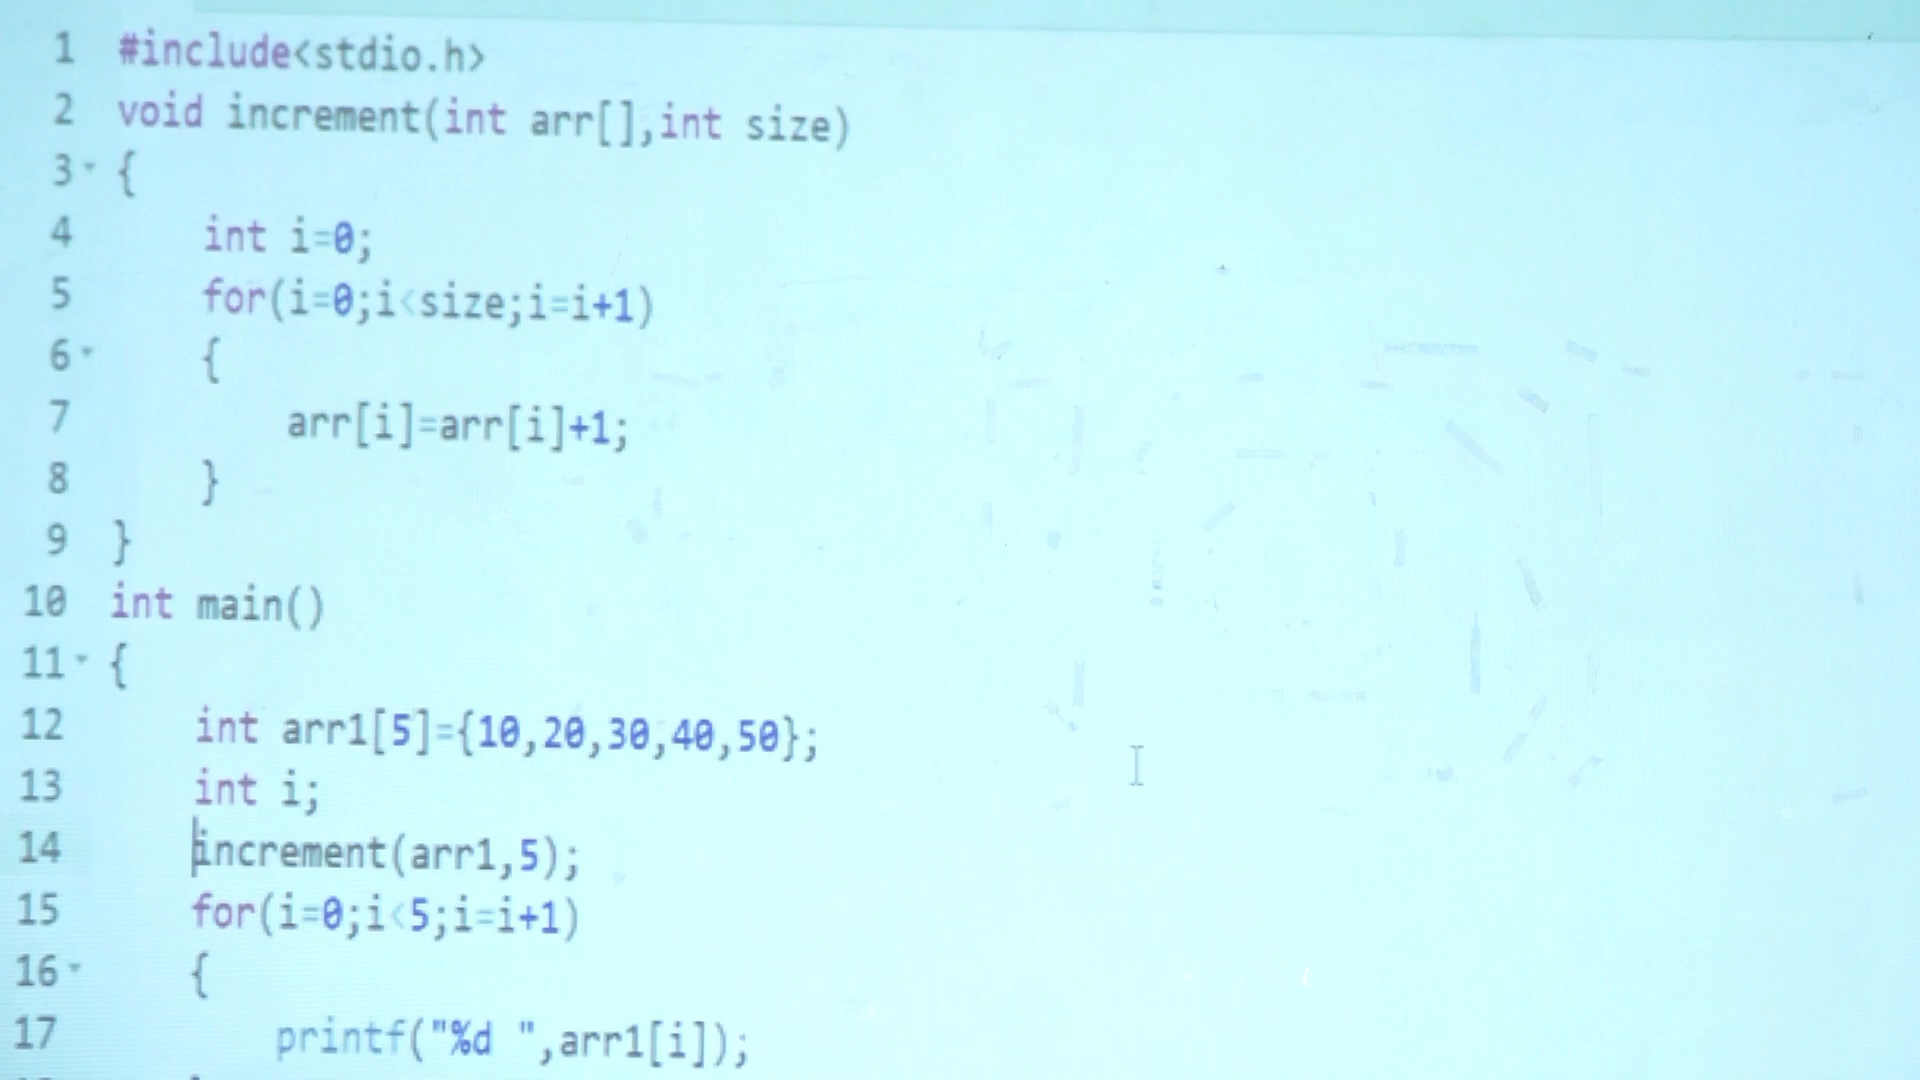 1 #include<stdio.h>
2 void increment(int arr[],int size)
3 {
4 int i=0;
5 for(i=0;i<size;i=i+1)
6 {
7 arr[i]=arr[i]+1;
8 }
9 }
10 int main()
11 {
12 int arr1[5]={10,20,30,40,50};
13 int i;
14 increment(arr1,5);
15 for(i=0;i<5;i=i+1)
16 {
17 printf("%d ",arr1[i]);